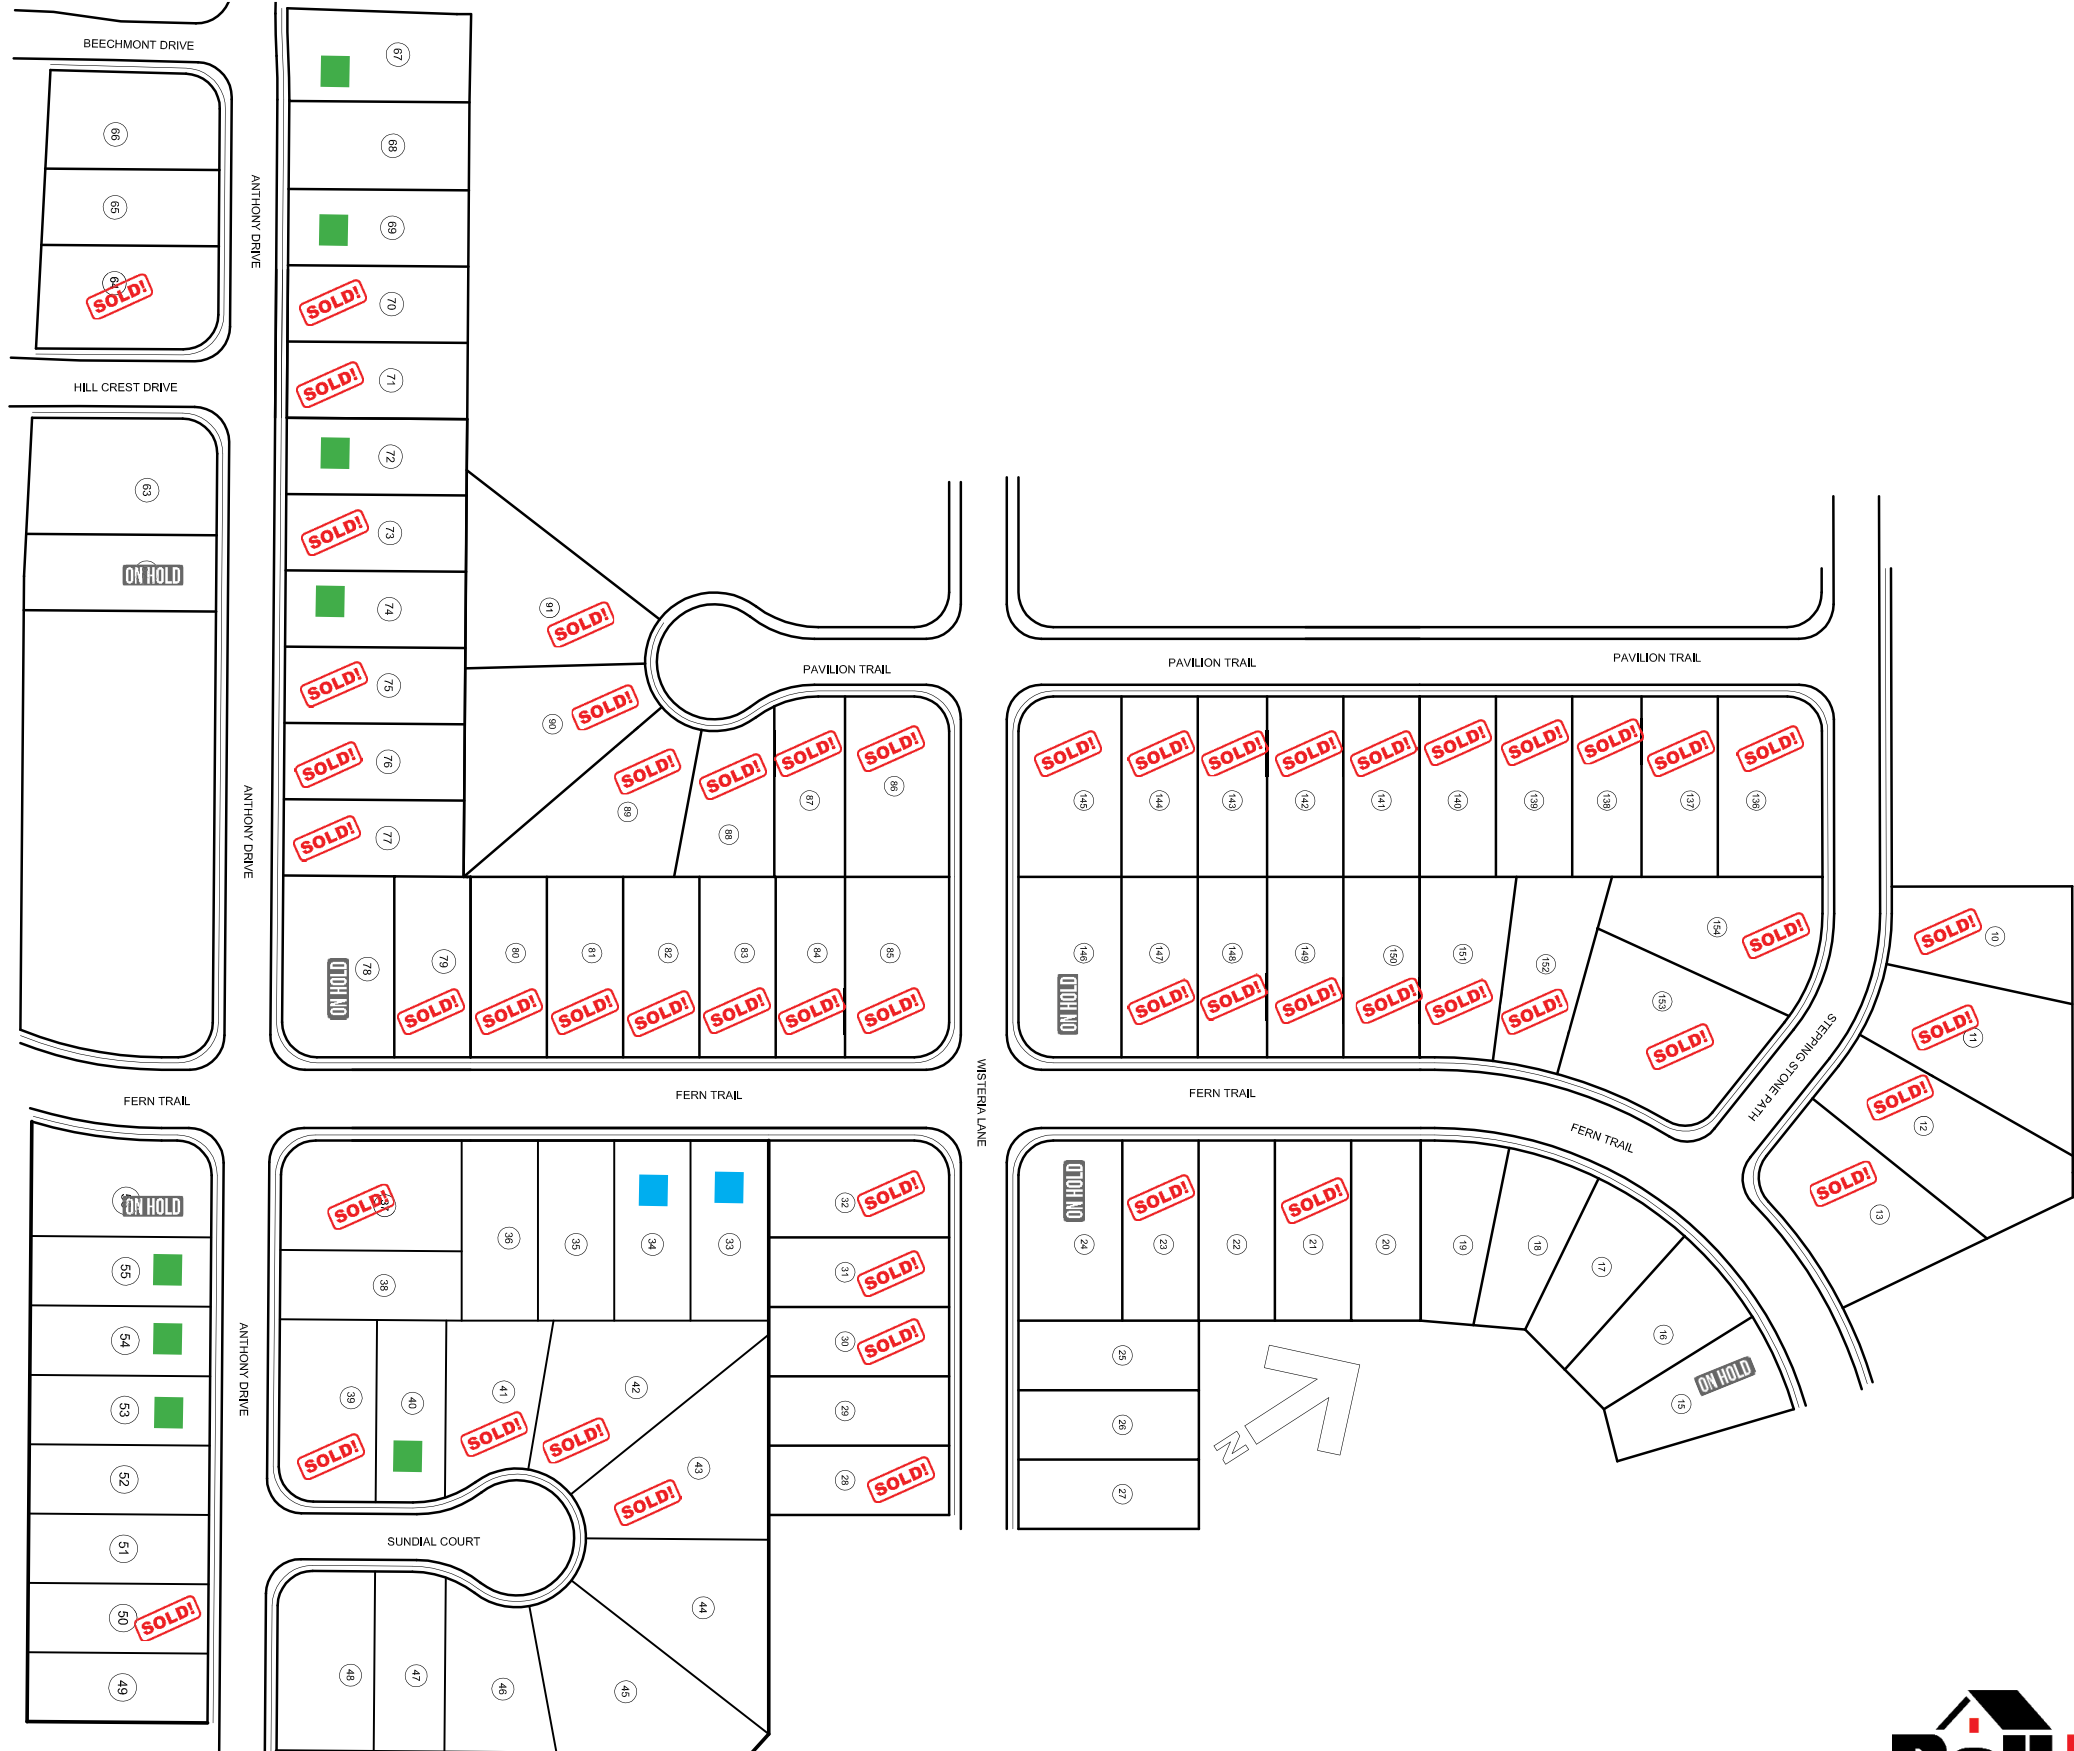 BEECHMONT DRIVE
66
65
64
SOLD!
ANTHONY DRIVE
67
68
69
70
SOLD!
71
SOLD!
72
73
SOLD!
74
75
SOLD!
76
SOLD!
77
SOLD!
HILL CREST DRIVE
63
ON HOLD
ANTHONY DRIVE
91
SOLD!
90
SOLD!
89
SOLD!
88
SOLD!
87
SOLD!
86
SOLD!
PAVILION TRAIL
PAVILION TRAIL
PAVILION TRAIL
145
SOLD!
144
SOLD!
143
SOLD!
142
SOLD!
141
SOLD!
140
SOLD!
139
SOLD!
138
SOLD!
137
SOLD!
136
SOLD!
78
ON HOLD
79
SOLD!
80
SOLD!
81
SOLD!
82
SOLD!
83
SOLD!
84
SOLD!
85
SOLD!
146
ON HOLD
147
SOLD!
148
SOLD!
149
SOLD!
150
SOLD!
151
SOLD!
152
SOLD!
153
SOLD!
154
SOLD!
10
SOLD!
11
SOLD!
12
SOLD!
13
SOLD!
STEPPING STONE PATH
WISTERIA LANE
FERN TRAIL
FERN TRAIL
FERN TRAIL
FERN TRAIL
ON HOLD
55
54
53
52
51
50
SOLD!
49
ANTHONY DRIVE
37
SOLD!
38
36
35
34
33
32
SOLD!
31
SOLD!
30
SOLD!
29
28
SOLD!
39
SOLD!
40
41
SOLD!
42
SOLD!
43
SOLD!
44
45
46
47
48
SUNDIAL COURT
24
ON HOLD
23
SOLD!
22
21
SOLD!
20
19
18
17
16
15
ON HOLD
25
26
27
N